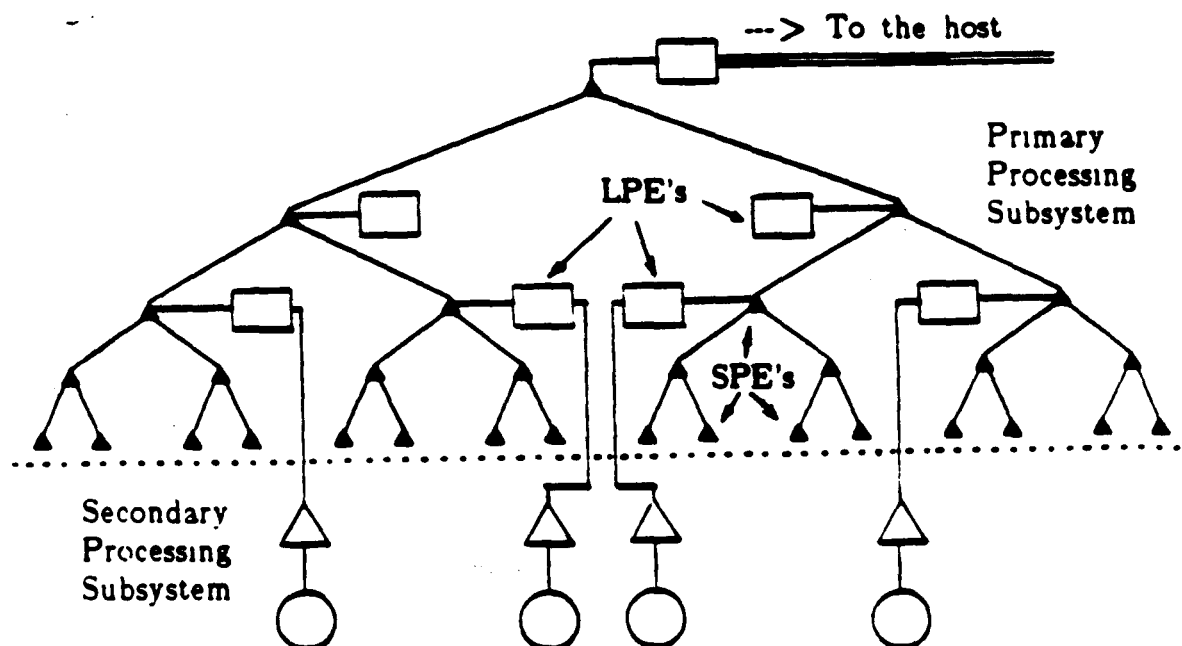 ---> To the host
Primary
Processing
Subsystem
LPE's
SPE's
Secondary
Processing
Subsystem